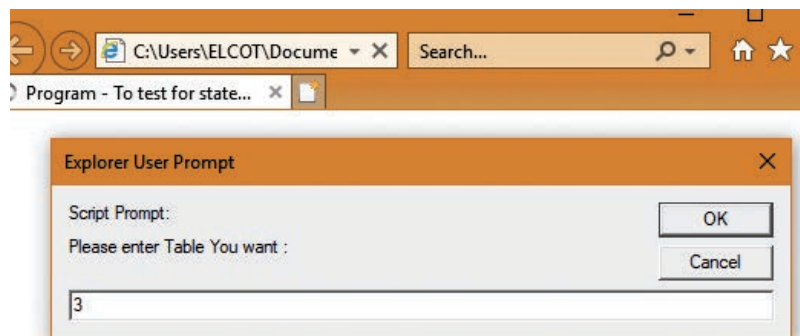 C:\Users\ELCOT\Docume
Search...
Program - To test for state...
Explorer User Prompt
Script Prompt:
OK
Please enter Table You want :
Cancel
3